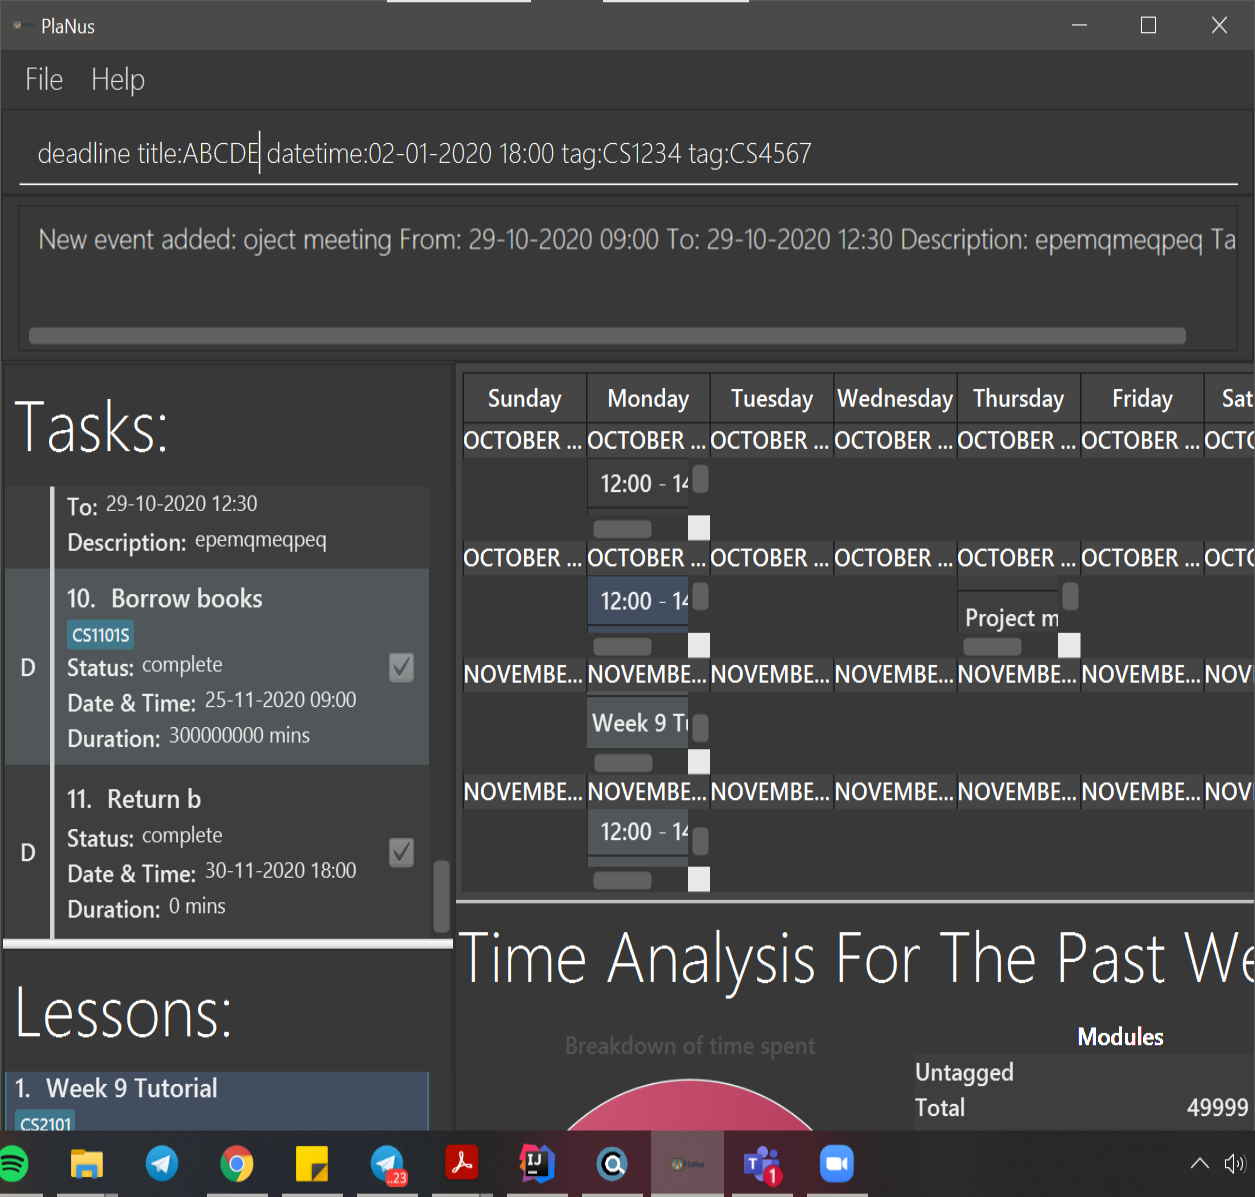 PlaNus
File Help
deadline title:ABCDE datetime:02-01-2020 18:00 tag:CS1234 tag:CS4567
New event added: oject meeting From: 29-10-2020 09:00 To: 29-10-2020 12:30 Description: epemqmeqpeq Ta
Tasks:
To: 29-10-2020 12:30
Description: epemqmeqpeq
10. Borrow books
CS1101S
D
Status: complete
Date & Time: 25-11-2020 09:00
Duration: 300000000 mins
11. Return b
Status: complete
D
Date & Time: 30-11-2020 18:00
Duration: 0 mins
Lessons:
1. Week 9 Tutorial
CS2101
Sunday Monday Tuesday Wednesday Thursday Friday Sat
OCTOBER ... OCTOBER ... OCTOBER ... OCTOBER ... OCTOBER ... OCTOBER ... OCTO
12:00 - 14
OCTOBER ... OCTOBER ... OCTOBER ... OCTOBER ... OCTOBER ... OCTOBER ... OCTO
12:00 - 14
Project m
NOVEMBE... NOVEMBE... NOVEMBE... NOVEMBE... NOVEMBE... NOVEMBE... NOV
Week 9 Tu
NOVEMBE... NOVEMBE... NOVEMBE... NOVEMBE... NOVEMBE... NOVEMBE... NOV
12:00 - 14
Time Analysis For The Past We
Breakdown of time spent
Modules
Untagged
Total 49999
..23
IJ
T
1